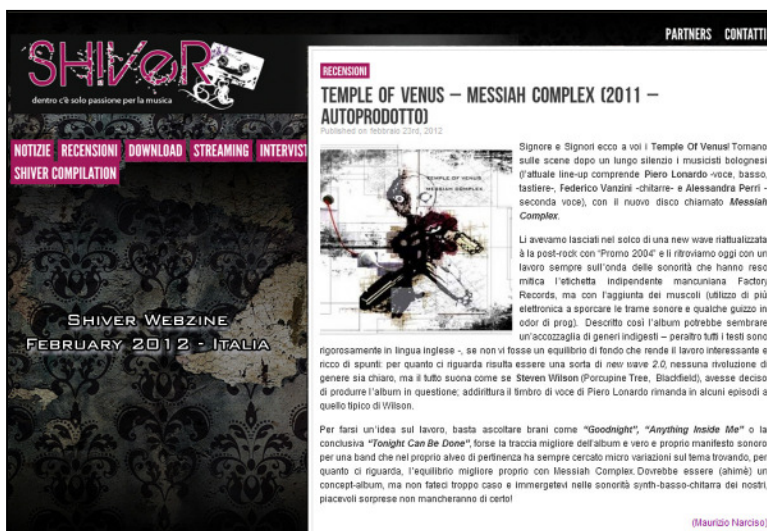 PARTNERS CONTATTI
SHIVeR
dentro c'è solo passione per la musica
NOTIZIE RECENSIONI DOWNLOAD STREAMING INTERVIST
SHIVER COMPILATION
SHIVER WEBZINE
FEBRUARY 2012 - ITALIA
RECENSIONI
TEMPLE OF VENUS – MESSIAH COMPLEX (2011 –
AUTOPRODOTTO)
Published on febbraio 23rd, 2012
TEMPLE OF VENUS
MESSIAH COMPLEX
Signore e Signori ecco a voi i Temple Of Venus! Tornano
sulle scene dopo un lungo silenzio i musicisti bolognesi
(l'attuale line-up comprende Piero Lonardo -voce, basso,
tastiere-, Federico Vanzini -chitarre- e Alessandra Perri -
seconda voce), con il nuovo disco chiamato Messiah
Complex.
Li avevamo lasciati nel solco di una new wave riattualizzata
à la post-rock con "Promo 2004" e li ritroviamo oggi con un
lavoro sempre sull'onda delle sonorità che hanno reso
mitica l'etichetta indipendente mancuniana Factory
Records, ma con l'aggiunta dei muscoli (utilizzo di più
elettronica a sporcare le trame sonore e qualche guizzo in
odor di prog). Descritto così l'album potrebbe sembrare
un'accozzaglia di generi indigesti – peraltro tutti i testi sono
rigorosamente in lingua inglese -, se non vi fosse un equilibrio di fondo che rende il lavoro interessante e
ricco di spunti: per quanto ci riguarda risulta essere una sorta di new wave 2.0, nessuna rivoluzione di
genere sia chiaro, ma il tutto suona come se Steven Wilson (Porcupine Tree, Blackfield), avesse deciso
di produrre l'album in questione; addirittura il timbro di voce di Piero Lonardo rimanda in alcuni episodi a
quello tipico di Wilson.
Per farsi un'idea sul lavoro, basta ascoltare brani come "Goodnight", "Anything Inside Me" o la
conclusiva "Tonight Can Be Done", forse la traccia migliore dell'album e vero e proprio manifesto sonoro
per una band che nel proprio alveo di pertinenza ha sempre cercato micro variazioni sul tema trovando, per
quanto ci riguarda, l'equilibrio migliore proprio con Messiah Complex. Dovrebbe essere (ahimè) un
concept-album, ma non fateci troppo caso e immergetevi nelle sonorità synth-basso-chitarra dei nostri,
piacevoli sorprese non mancheranno di certo!
(Maurizio Narciso)